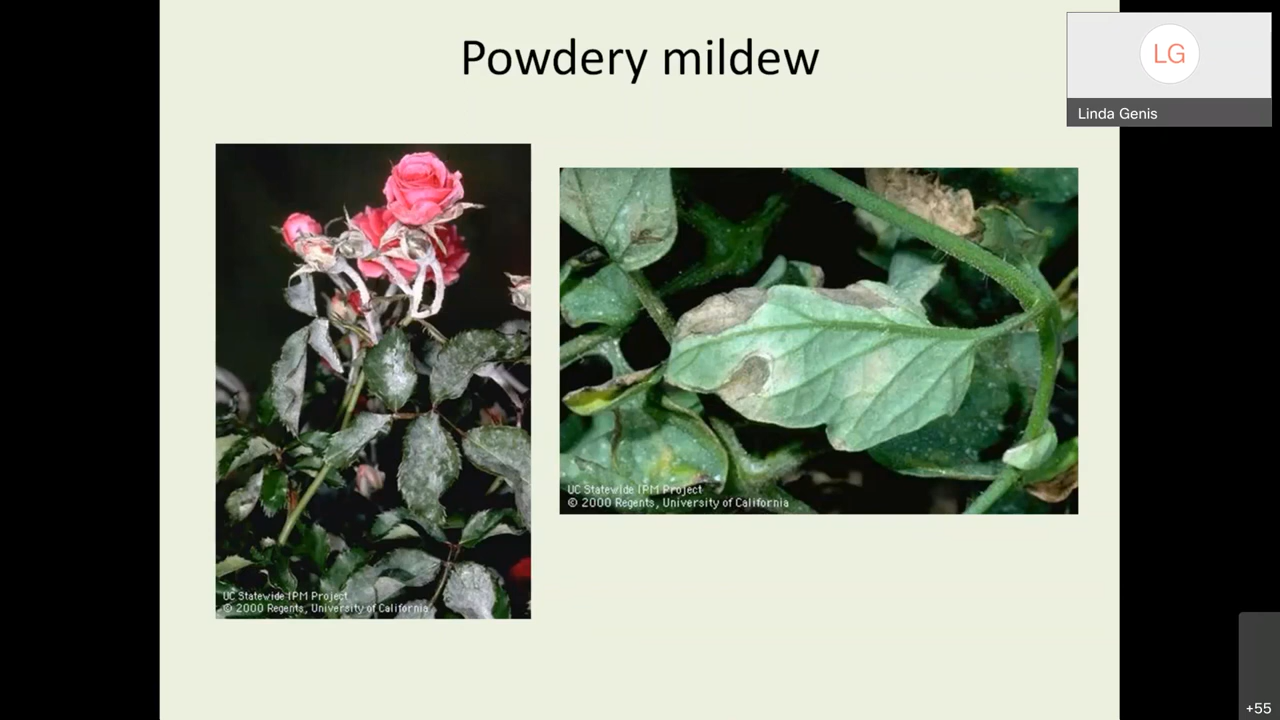 Powdery mildew
LG
Linda Genis
UC Statewide IPM Project
© 2000 Regents, University of California
UC Statewide IPM Project
© 2000 Regents, University of California
+55